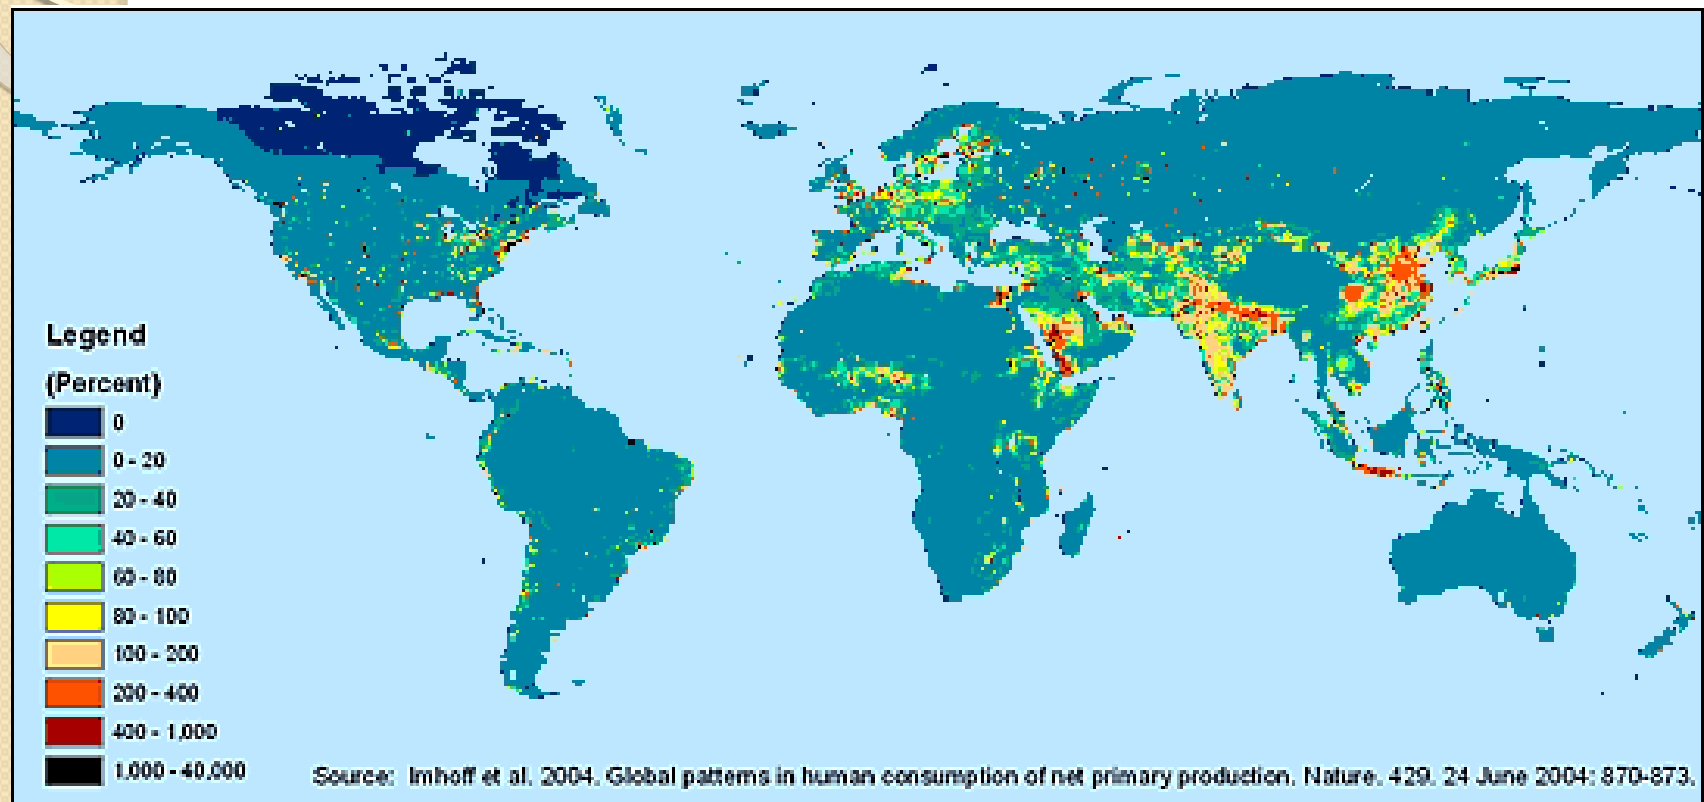 Legend
(Percent)
0
0 - 20
20 - 40
40 - 60
60 - 80
80 - 100
100 - 200
200 - 400
400 - 1,000
1,000 - 40,000
Source: Imhoff et al. 2004. Global patterns in human consumption of net primary production. Nature. 429. 24 June 2004: 870-873.